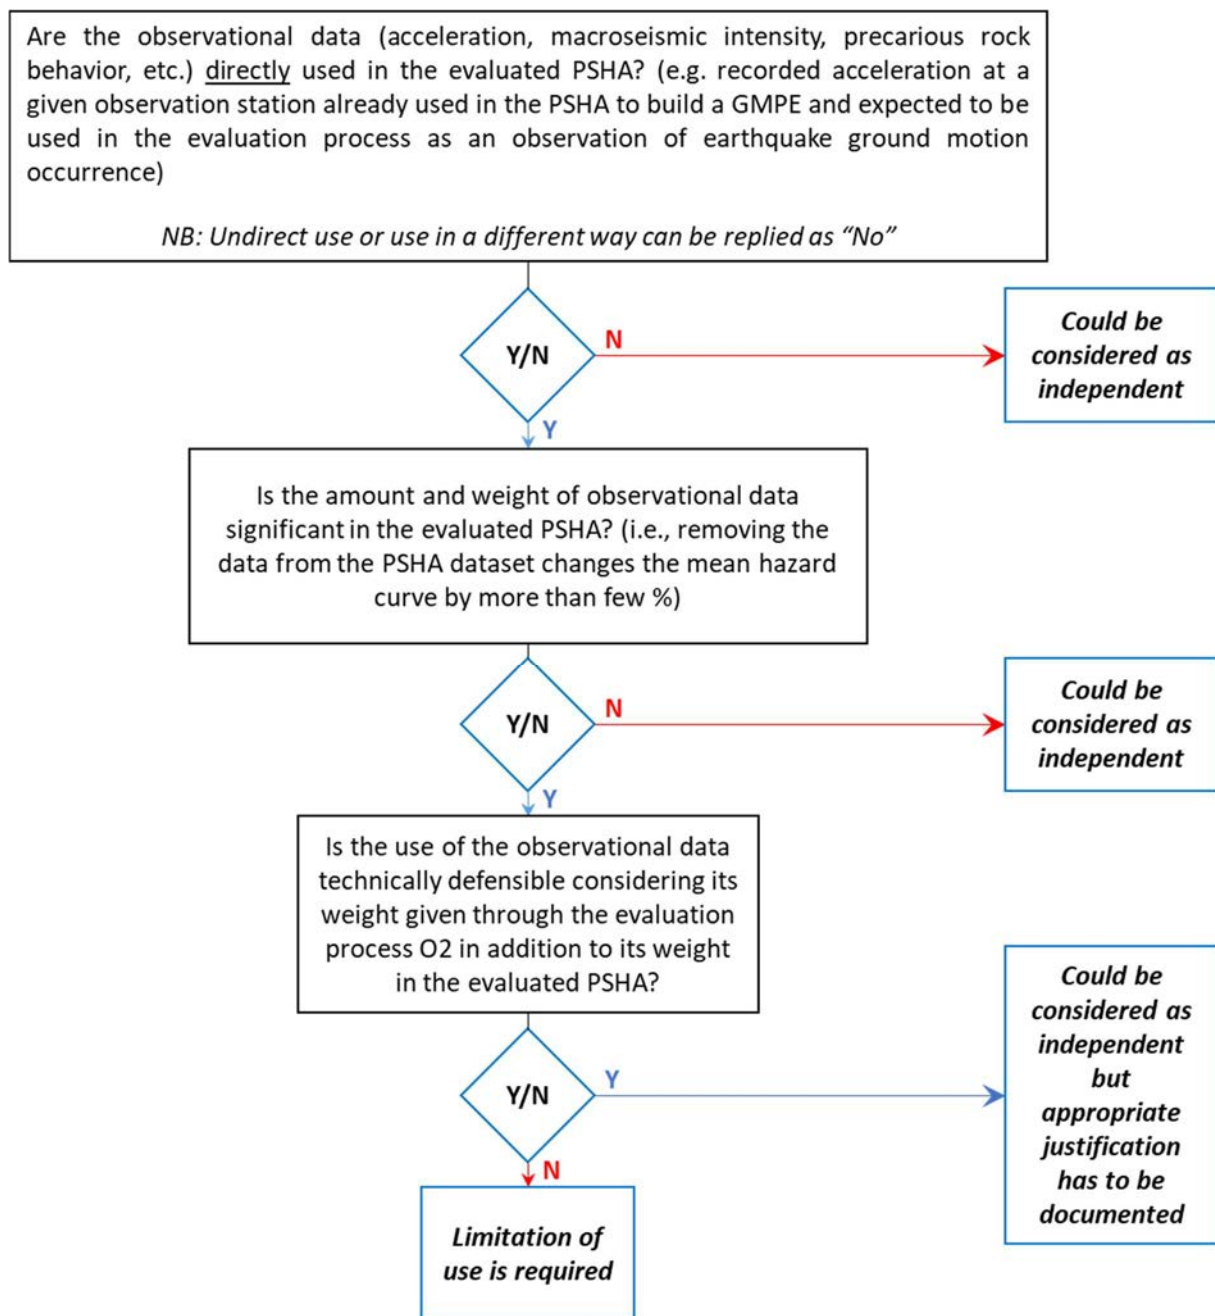 Are the observational data (acceleration, macroseismic intensity, precarious rock
behavior, etc.) directly used in the evaluated PSHA? (e.g. recorded acceleration at a
given observation station already used in the PSHA to build a GMPE and expected to be
used in the evaluation process as an observation of earthquake ground motion
occurrence)
NB: Undirect use or use in a different way can be replied as “No”
Y/N
N
Could be
considered as
independent
Y
Is the amount and weight of observational data
significant in the evaluated PSHA? (i.e., removing the
data from the PSHA dataset changes the mean hazard
curve by more than few %)
Y/N
N
Could be
considered as
independent
Y
Is the use of the observational data
technically defensible considering its
weight given through the evaluation
process O2 in addition to its weight
in the evaluated PSHA?
Y/N
Y
Could be
considered as
independent
but
appropriate
justification
has to be
documented
N
Limitation of
use is required